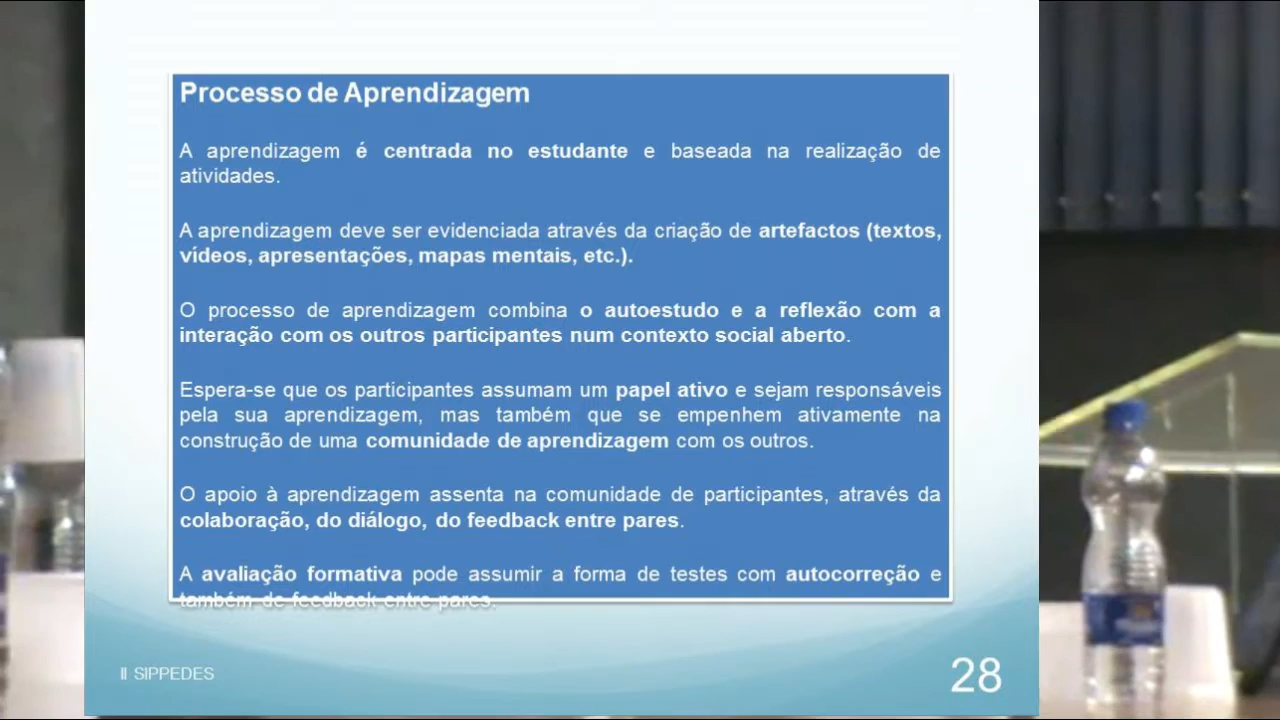 Processo de Aprendizagem
A aprendizagem é centrada no estudante e baseada na realização de
atividades.
A aprendizagem deve ser evidenciada através da criação de artefactos (textos,
vídeos, apresentações, mapas mentais, etc.).
O processo de aprendizagem combina o autoestudo e a reflexão com a
interação com os outros participantes num contexto social aberto.
Espera-se que os participantes assumam um papel ativo e sejam responsáveis
pela sua aprendizagem, mas também que se empenhem ativamente na
construção de uma comunidade de aprendizagem com os outros.
O apoio à aprendizagem assenta na comunidade de participantes, através da
colaboração, do diálogo, do feedback entre pares.
A avaliação formativa pode assumir a forma de testes com autocorreção e
também de feedback entre pares.
II SIPPEDES
28